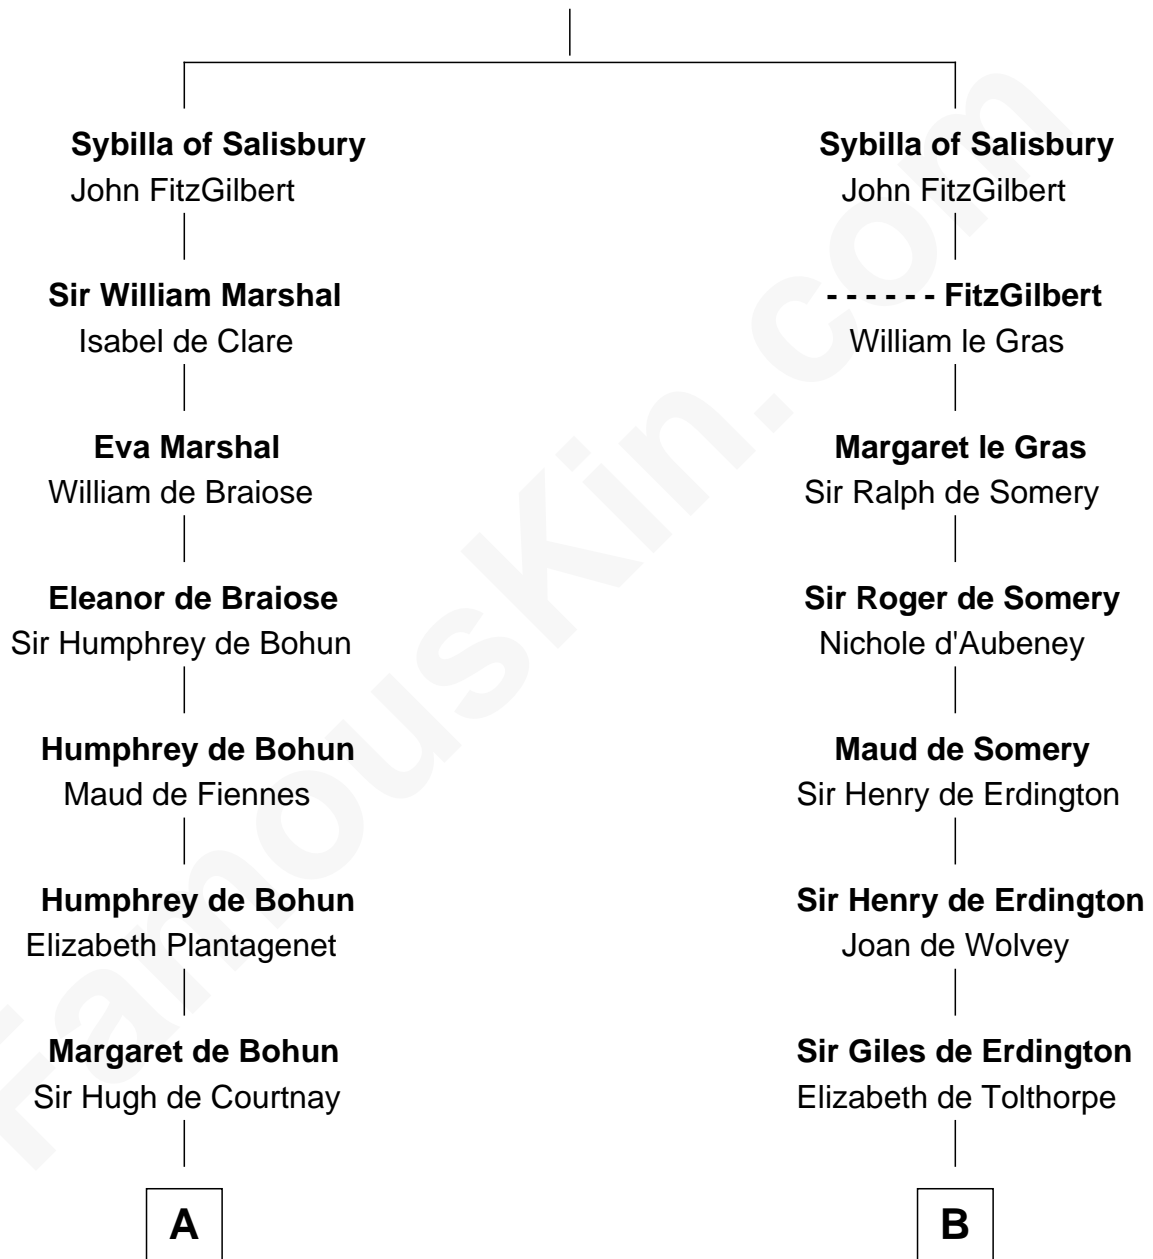 Sybilla of Salisbury
John FitzGilbert
Sir William Marshal
Isabel de Clare
Eva Marshal
William de Braiose
Eleanor de Braiose
Sir Humphrey de Bohun
Humphrey de Bohun
Maud de Fiennes
Humphrey de Bohun
Elizabeth Plantagenet
Margaret de Bohun
Sir Hugh de Courtnay
A
Sybilla of Salisbury
John FitzGilbert
- - - - - - FitzGilbert
William le Gras
Margaret le Gras
Sir Ralph de Somery
Sir Roger de Somery
Nichole d'Aubeney
Maud de Somery
Sir Henry de Erdington
Sir Henry de Erdington
Joan de Wolvey
Sir Giles de Erdington
Elizabeth de Tolthorpe
B
FamousKin.com